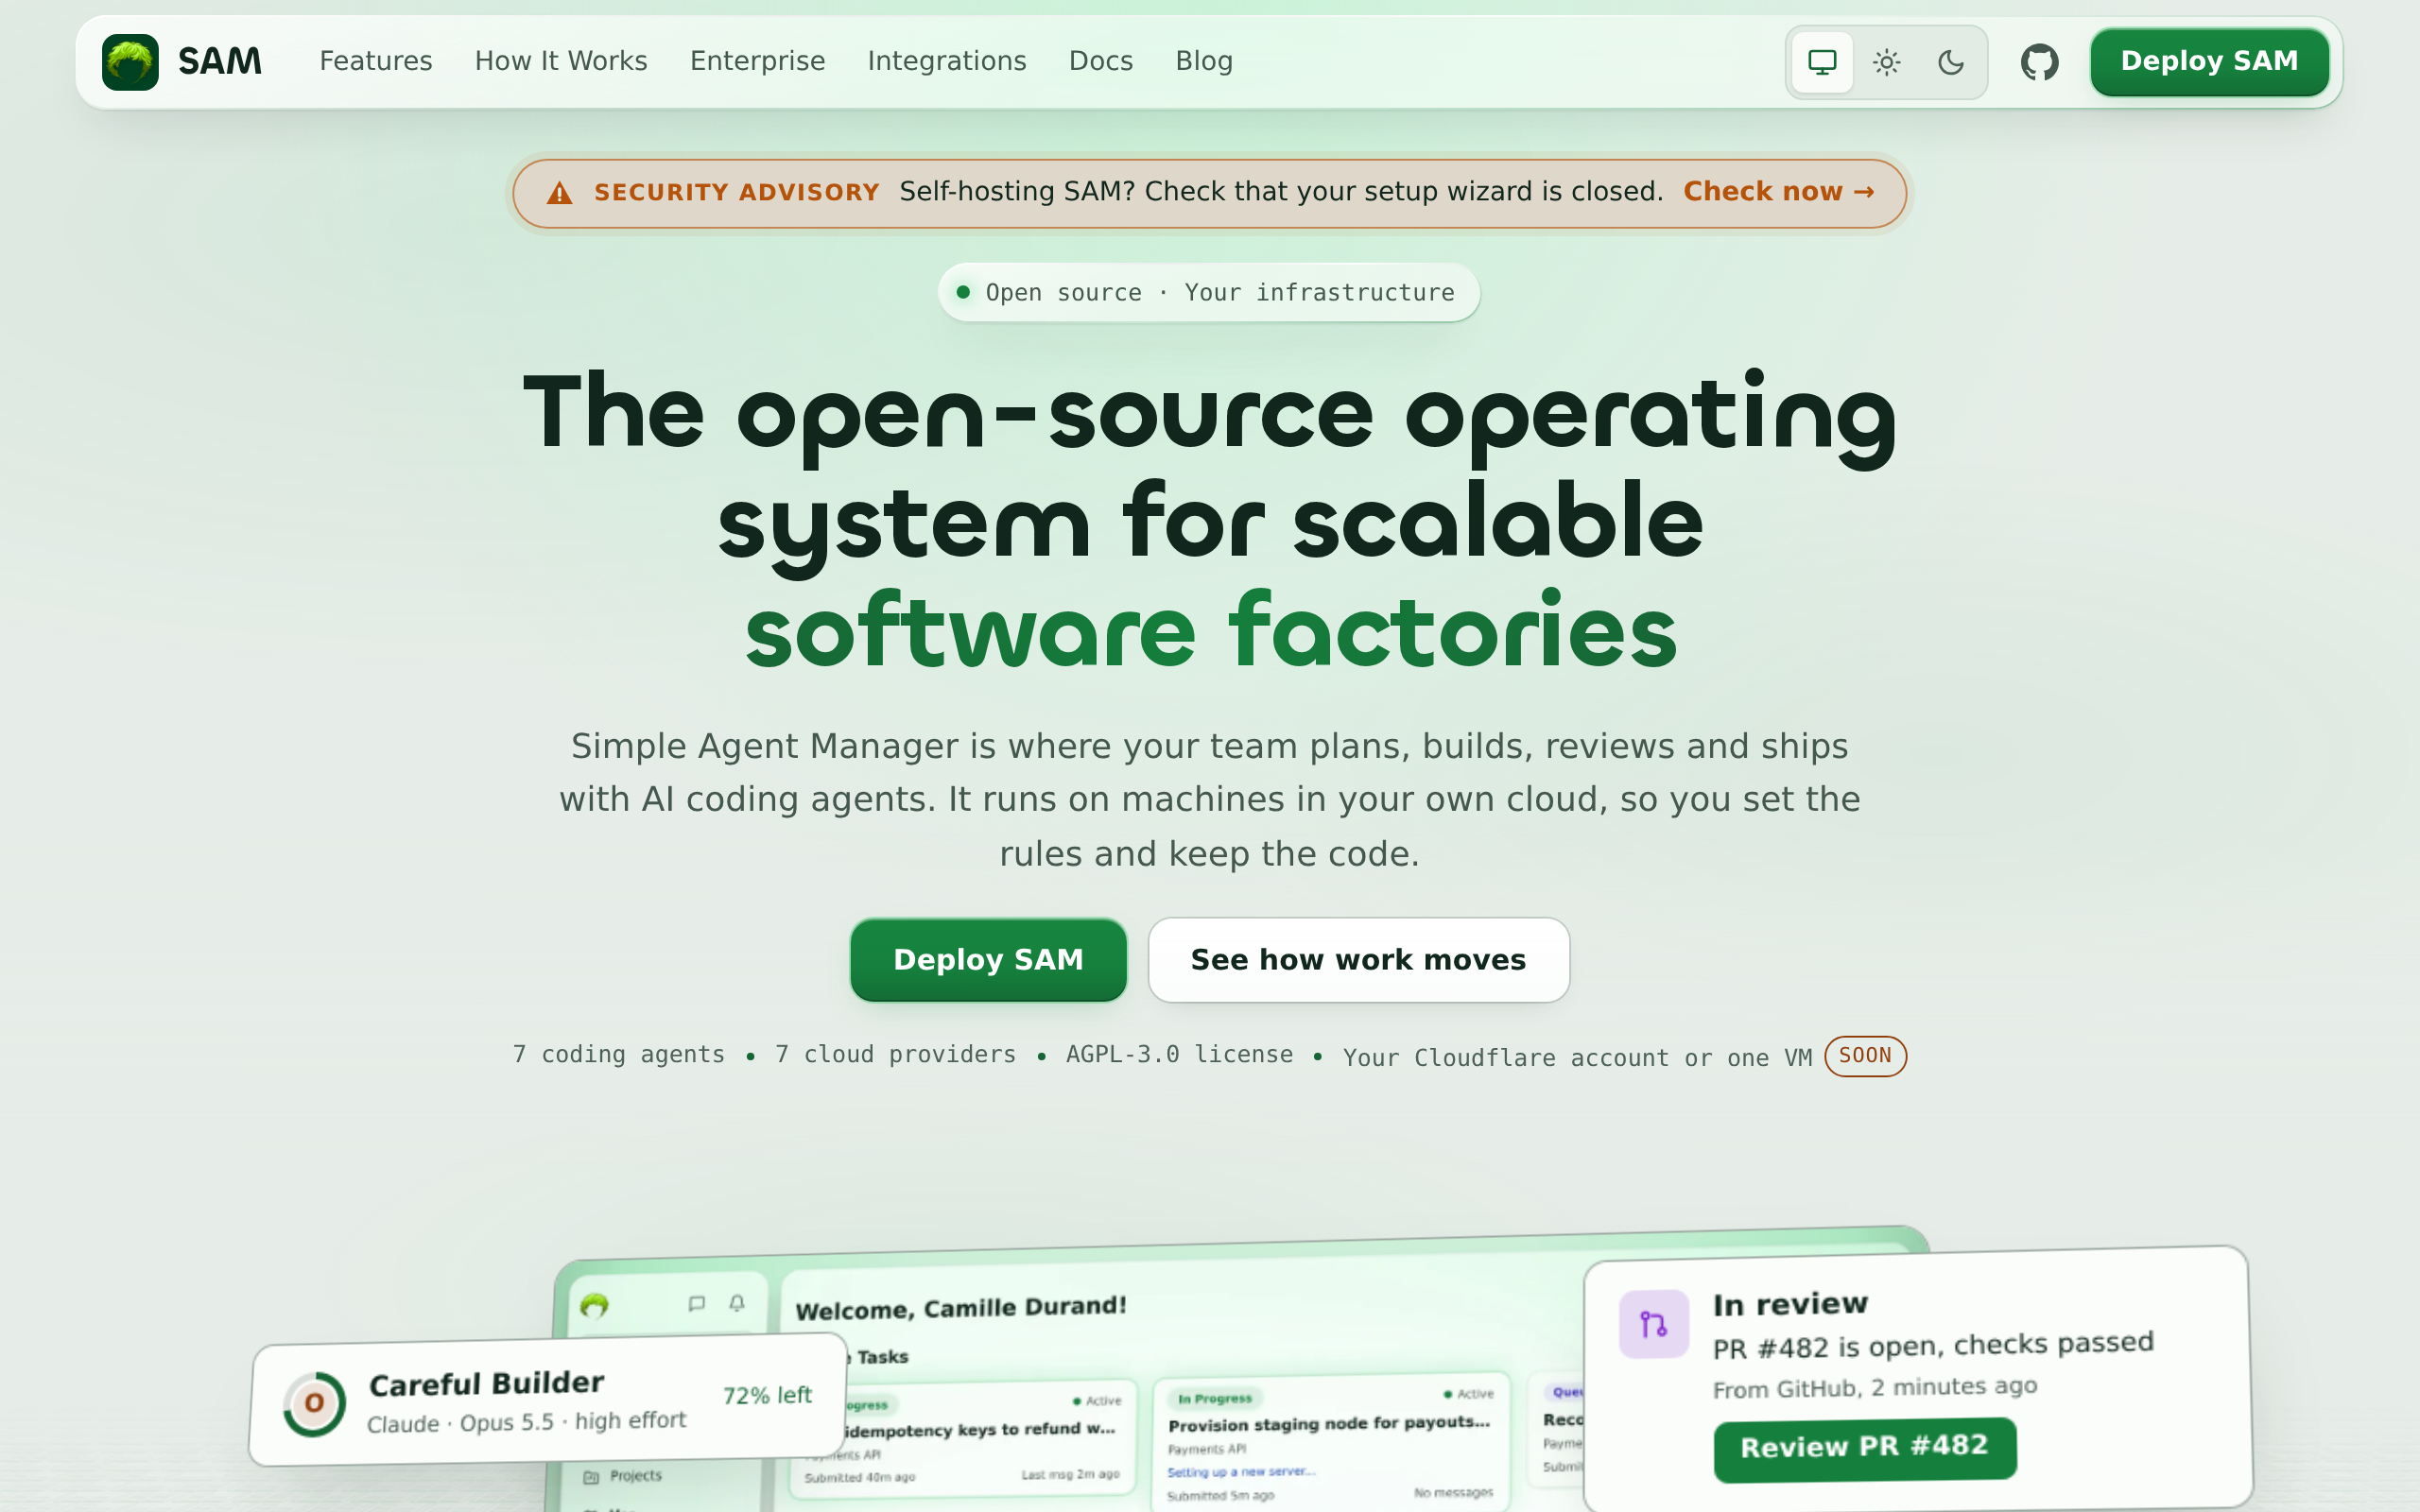 SAM
Features
How It Works
Enterprise
Integrations
Docs
Blog
Deploy SAM
SECURITY ADVISORY Self-hosting SAM? Check that your setup wizard is closed. Check now →
Open source · Your infrastructure
The open-source operating
system for scalable
software factories
Simple Agent Manager is where your team plans, builds, reviews and ships
with AI coding agents. It runs on machines in your own cloud, so you set the
rules and keep the code.
Deploy SAM
See how work moves
7 coding agents • 7 cloud providers • AGPL-3.0 license • Your Cloudflare account or one VM SOON
Welcome, Camille Durand!
Tasks
Careful Builder
Claude · Opus 5.5 · high effort
72% left
Active
idempotency keys to refund w...
Payments API
Submitted 40m ago
Last msg 2m ago
In Progress
Active
Provision staging node for payouts...
Payments API
Setting up a new server...
Submitted 5m ago
No messages
Projects
In review
PR #482 is open, checks passed
From GitHub, 2 minutes ago
Review PR #482